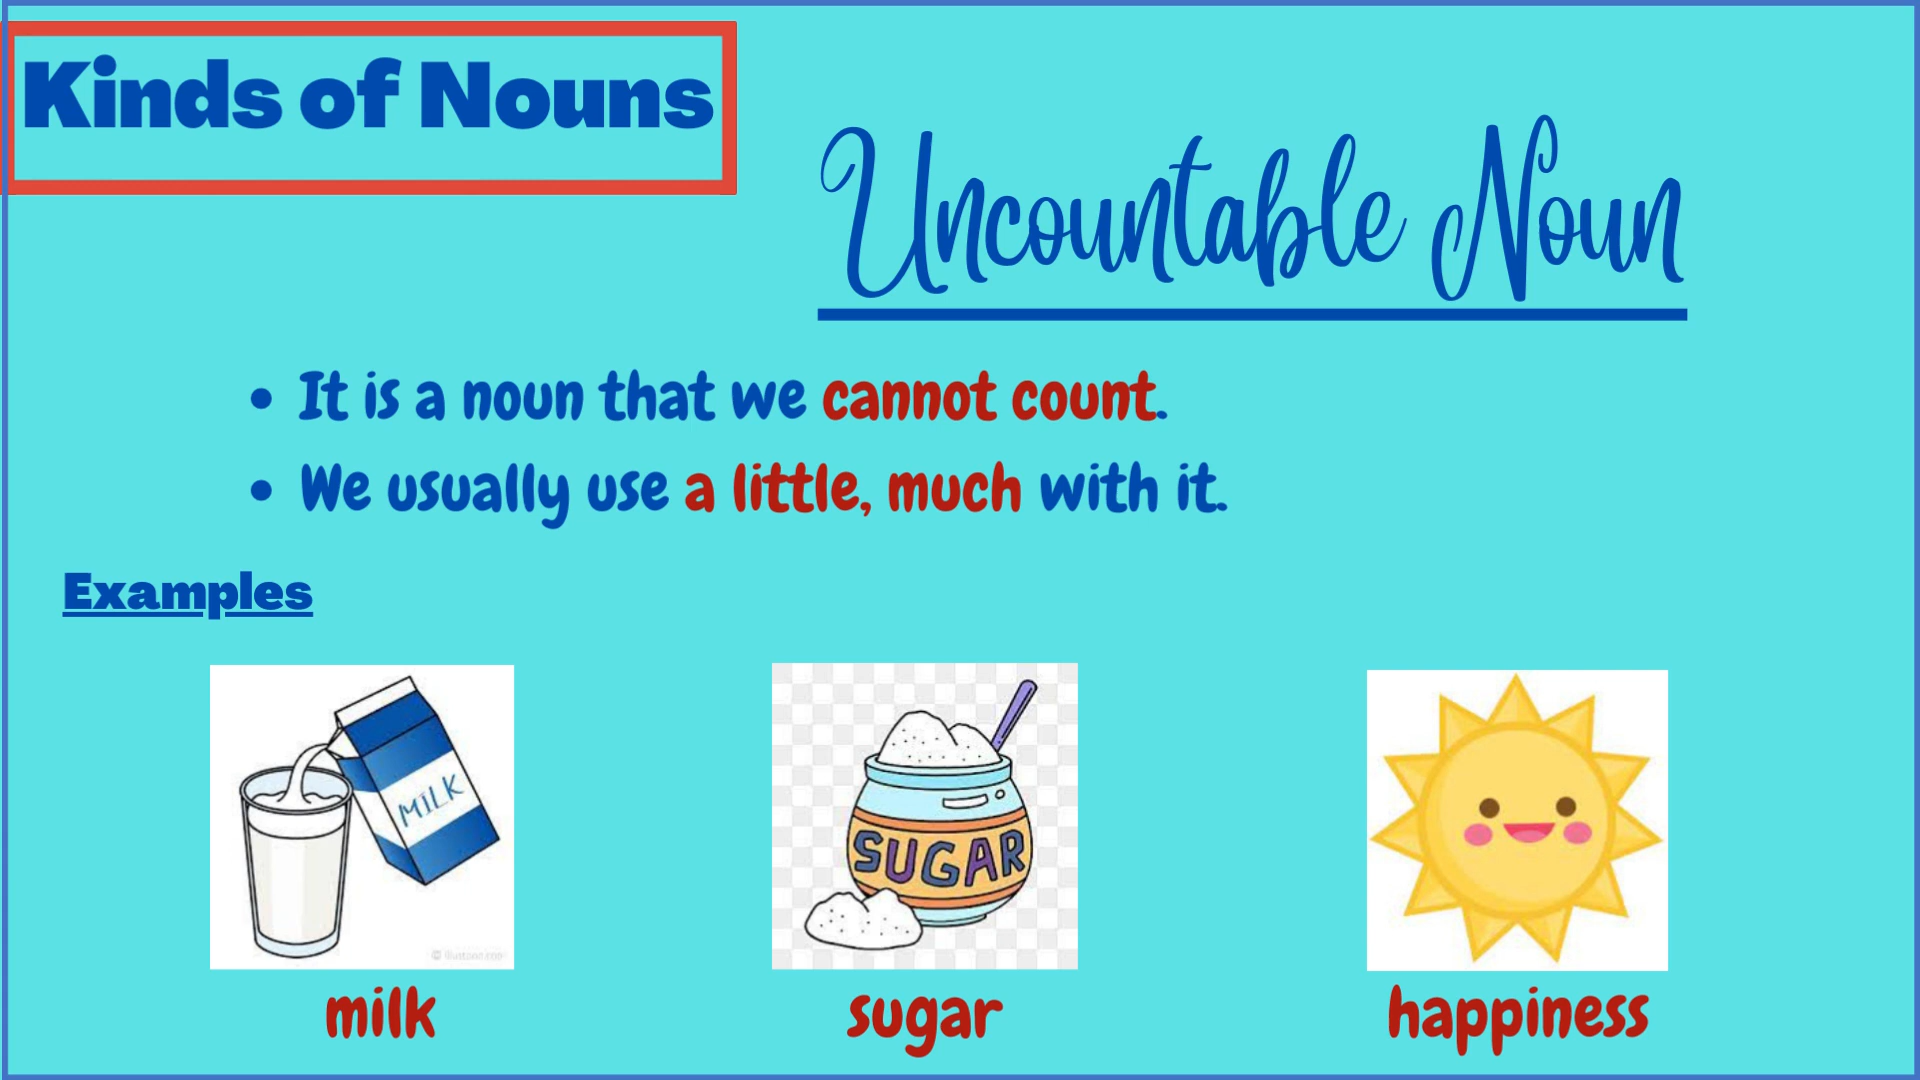 Kinds of Nouns
Uncountable Noun
• It is a noun that we cannot count.
• We usually use a little, much with it.
Examples
MILK
SUGAR
milk
sugar
happiness